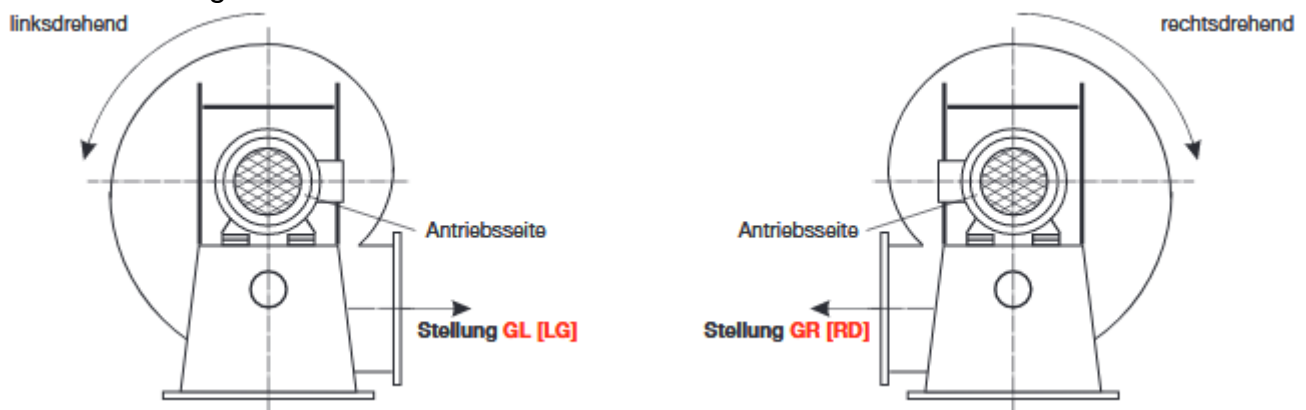 linksdrehend
rechtsdrehend
Antriebsseite
Antriebsseite
Stellung GL [LG]
Stellung GR [RD]